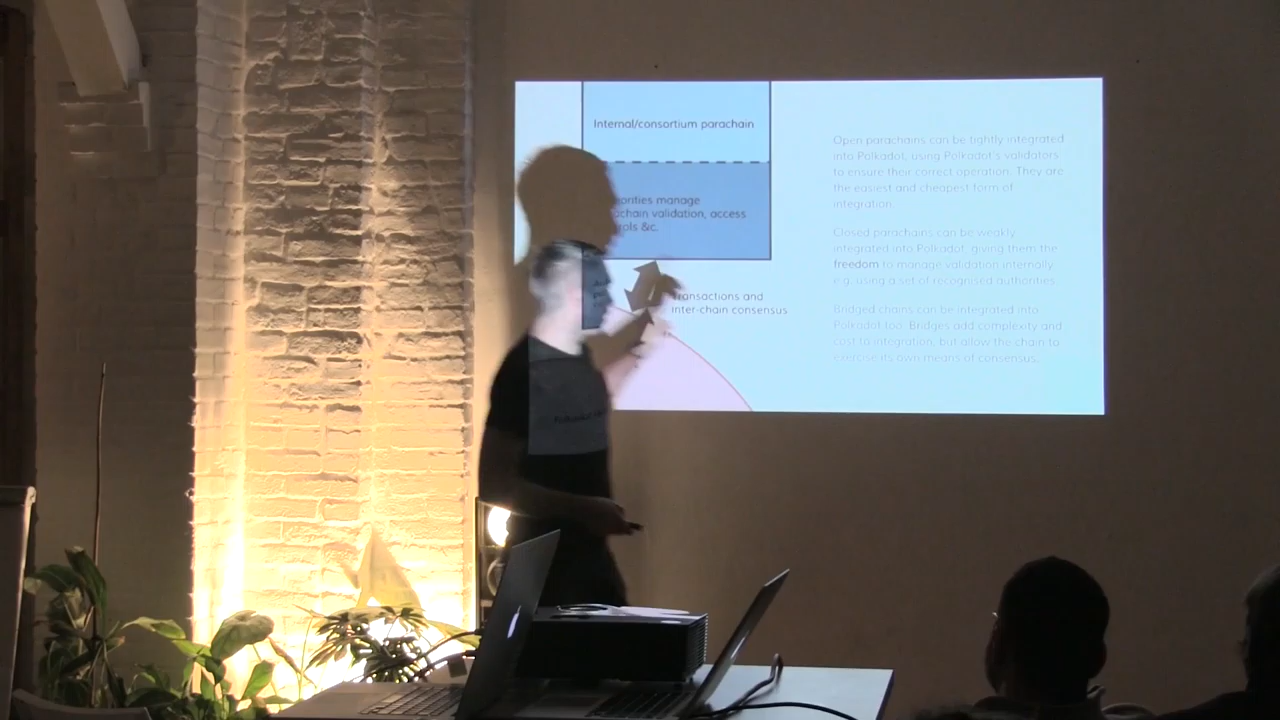 Internal/consortium parachain
manage
validation, access
&c.
Transactions and
inter-chain consensus
Open parachains can be tightly integrated
into Polkadot, using Polkadot's validators
to ensure their correct operation. They are
the easiest and cheapest form of
integration.
Closed parachains can be weakly
integrated into Polkadot, giving them the
freedom to manage validation internally
e.g. using a set of recognised authorities.
Bridged chains can be integrated into
Polkadot too. Bridges add complexity and
cost to integration, but allow the chain to
exercise its own means of consensus.